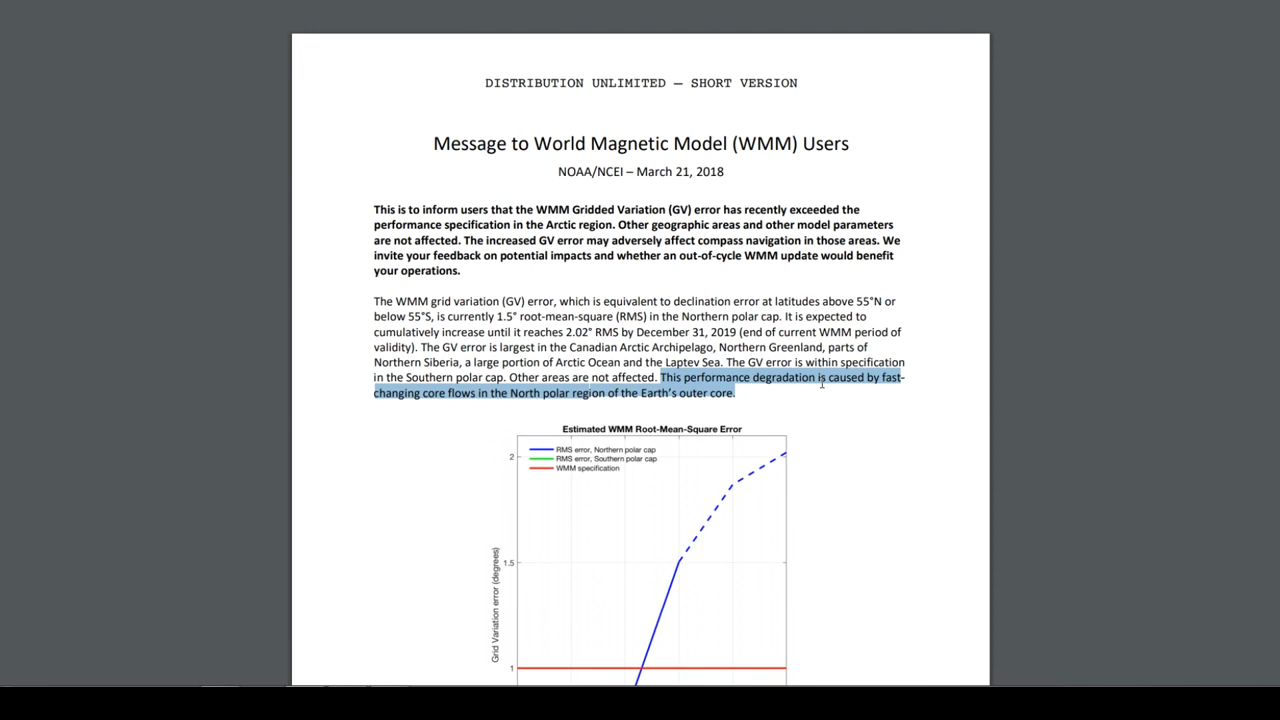 DISTRIBUTION UNLIMITED — SHORT VERSION
Message to World Magnetic Model (WMM) Users
NOAA/NCEI – March 21, 2018
This is to inform users that the WMM Gridded Variation (GV) error has recently exceeded the
performance specification in the Arctic region. Other geographic areas and other model parameters
are not affected. The increased GV error may adversely affect compass navigation in those areas. We
invite your feedback on potential impacts and whether an out-of-cycle WMM update would benefit
your operations.
The WMM grid variation (GV) error, which is equivalent to declination error at latitudes above 55°N or
below 55°S, is currently 1.5° root-mean-square (RMS) in the Northern polar cap. It is expected to
cumulatively increase until it reaches 2.02° RMS by December 31, 2019 (end of current WMM period of
validity). The GV error is largest in the Canadian Arctic Archipelago, Northern Greenland, parts of
Northern Siberia, a large portion of Arctic Ocean and the Laptev Sea. The GV error is within specification
in the Southern polar cap. Other areas are not affected. This performance degradation is caused by fast-
changing core flows in the North polar region of the Earth's outer core.
Estimated WMM Root-Mean-Square Error
RMS error, Northern polar cap
RMS error, Southern polar cap
WMM specification
2
1.5
1
Grid Variation error (degrees)